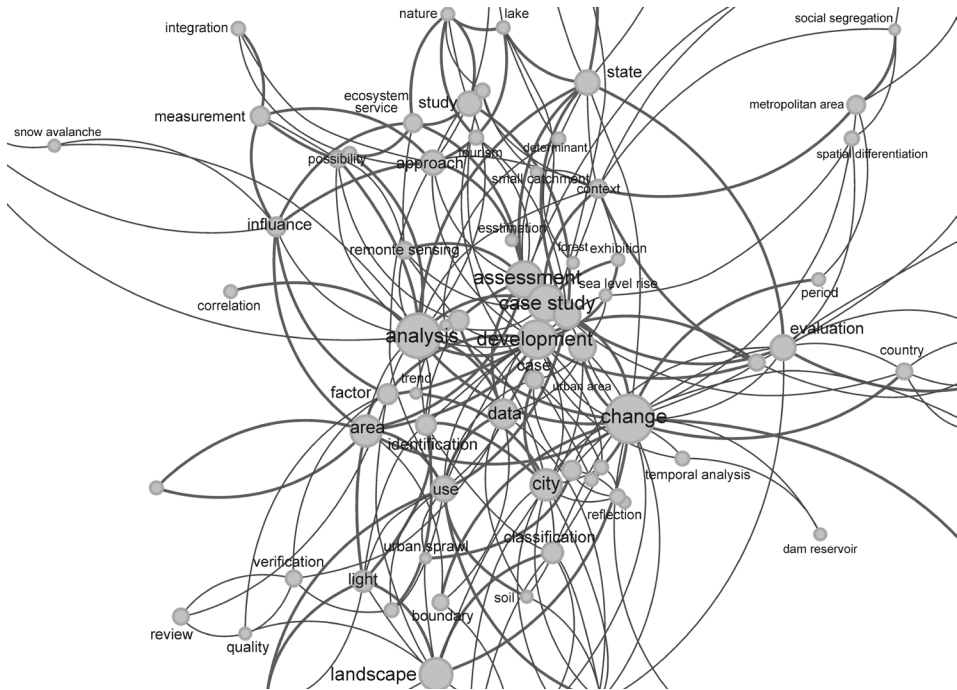 nature
lake
social segregation
integration
state
ecosystem
service
study
metropolitan area
measurement
snow avalanche
possibility
approach
tourism
determinant
spatial differentiation
small catchment
context
influance
esstimation
remonte sensing
forest
exhibition
assessment
sea level rise
period
correlation
case study
analysis
development
evaluation
country
case
trend
urban area
factor
data
change
area
identification
temporal analysis
use
city
reflection
classification
dam reservoir
urban sprawl
verification
light
soil
boundary
review
quality
landscape